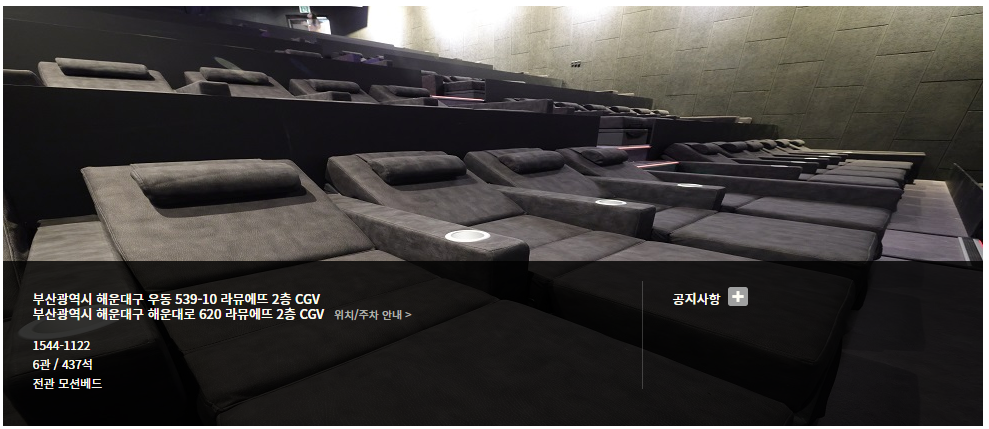 부산광역시 해운대구 우동 539-10 라뮤에뜨 2층 CGV
부산광역시 해운대구 해운대로 620 라뮤에뜨 2층 CGV 위치/주차 안내 >
1544-1122
6관 / 437석
전관 모션베드
공지사항